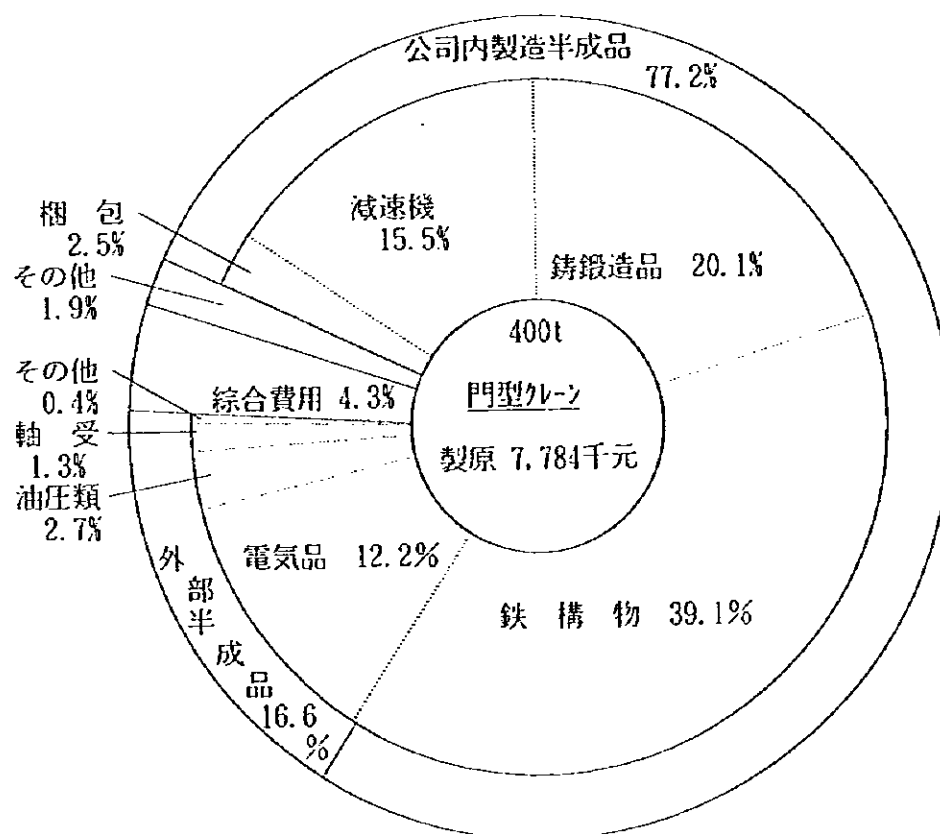 公司内製造半成品
77.2%
減速機
15.5%
鋳鍛造品 20.1%
梱 包
2.5%
その他
1.9%
400t
門型クレーン
製原 7,784千元
その他
0.4%
綜合費用 4.3%
軸 受
1.3%
油圧類
2.7%
電気品 12.2%
鉄 構 物 39.1%
外部半成品
16.6
%